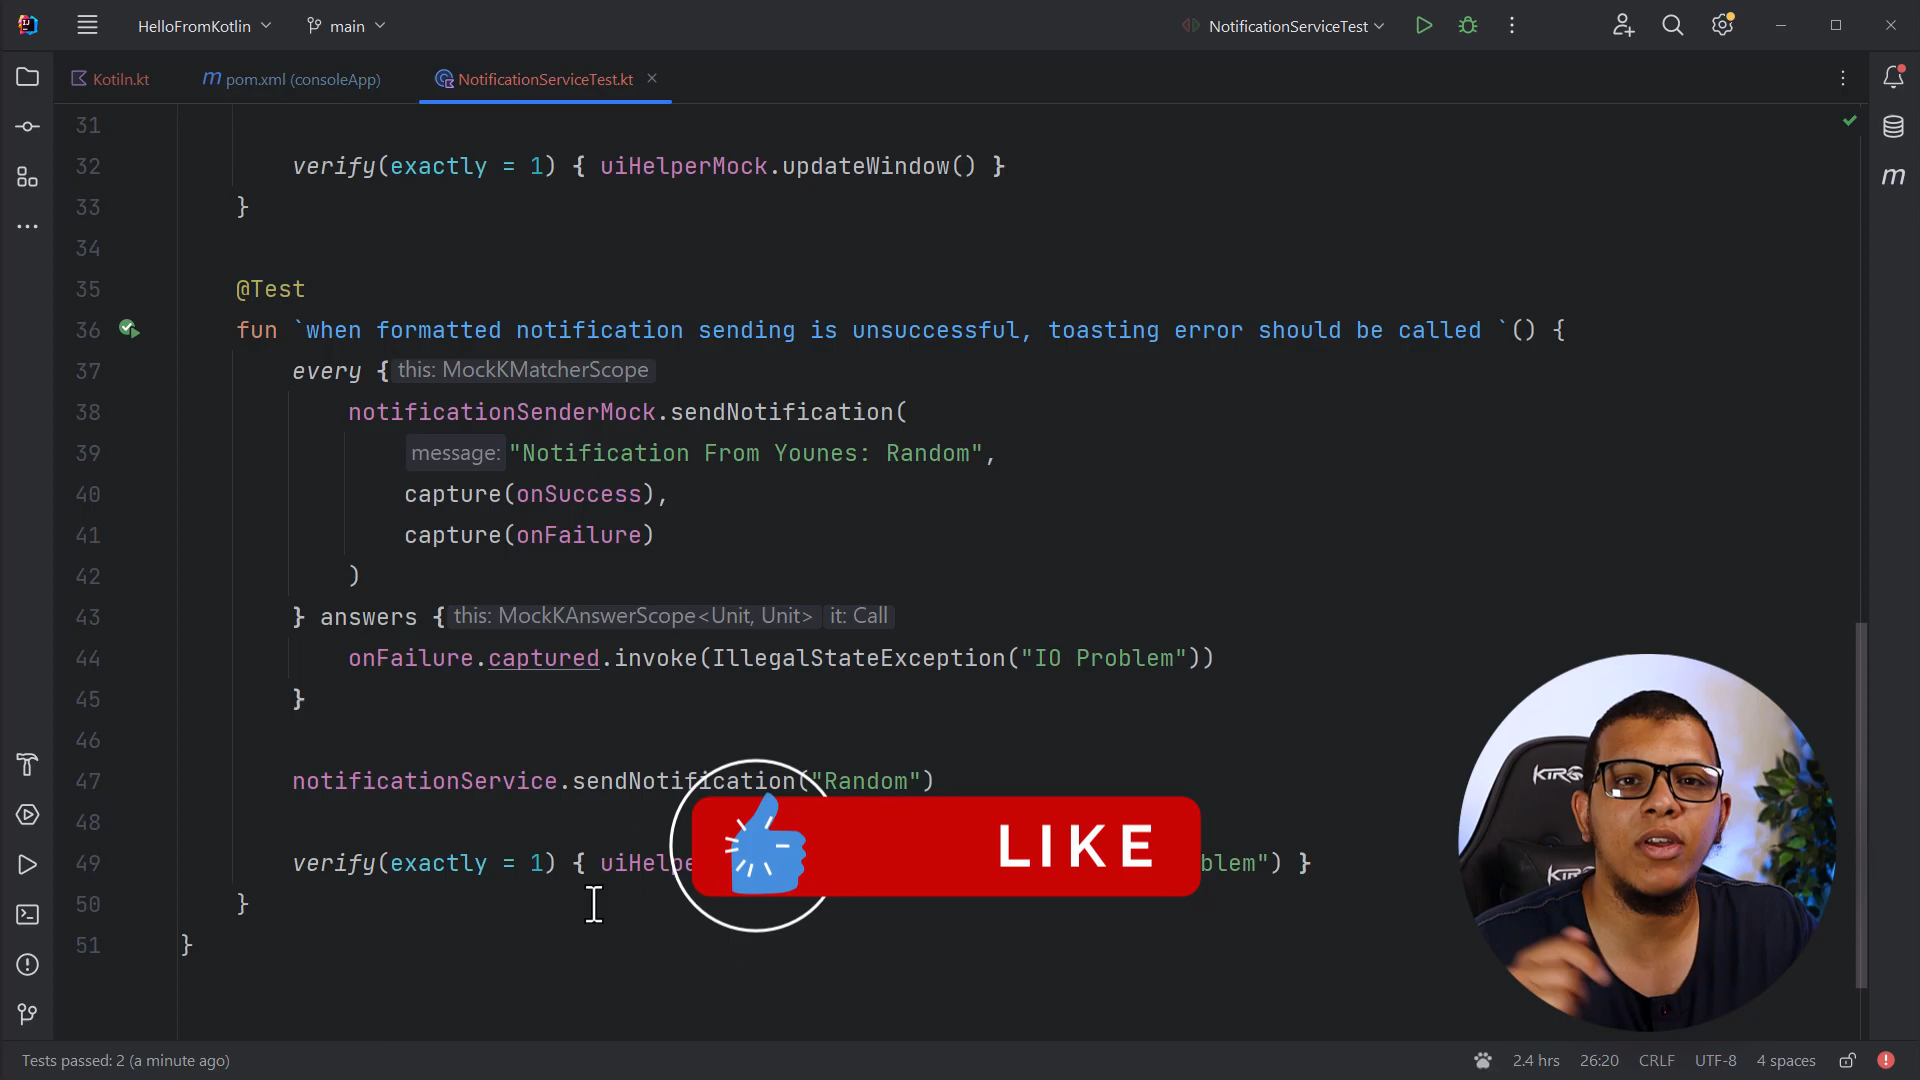 HelloFromKotlin main NotificationServiceTest
Kotlin.kt m pom.xml (consoleApp) NotificationServiceTest.kt
31
32 verify(exactly = 1) { uiHelperMock.updateWindow() }
33 }
34
35 @Test
36 fun `when formatted notification sending is unsuccessful, toasting error should be called `() {
37 every { this: MockKMatcherScope
38 notificationSenderMock.sendNotification(
39 message: "Notification From Younes: Random",
40 capture(onSuccess),
41 capture(onFailure)
42 )
43 } answers { this: MockKAnswerScope<Unit, Unit> it: Call
44 onFailure.captured.invoke(IllegalStateException("IO Problem"))
45 }
46
47 notificationService.sendNotification("Random")
48
49 verify(exactly = 1) { uiHelpe blem") }
50 }
51 }
LIKE
KIRO
KIRO
m
Tests passed: 2 (a minute ago) 2.4 hrs 26:20 CRLF UTF-8 4 spaces